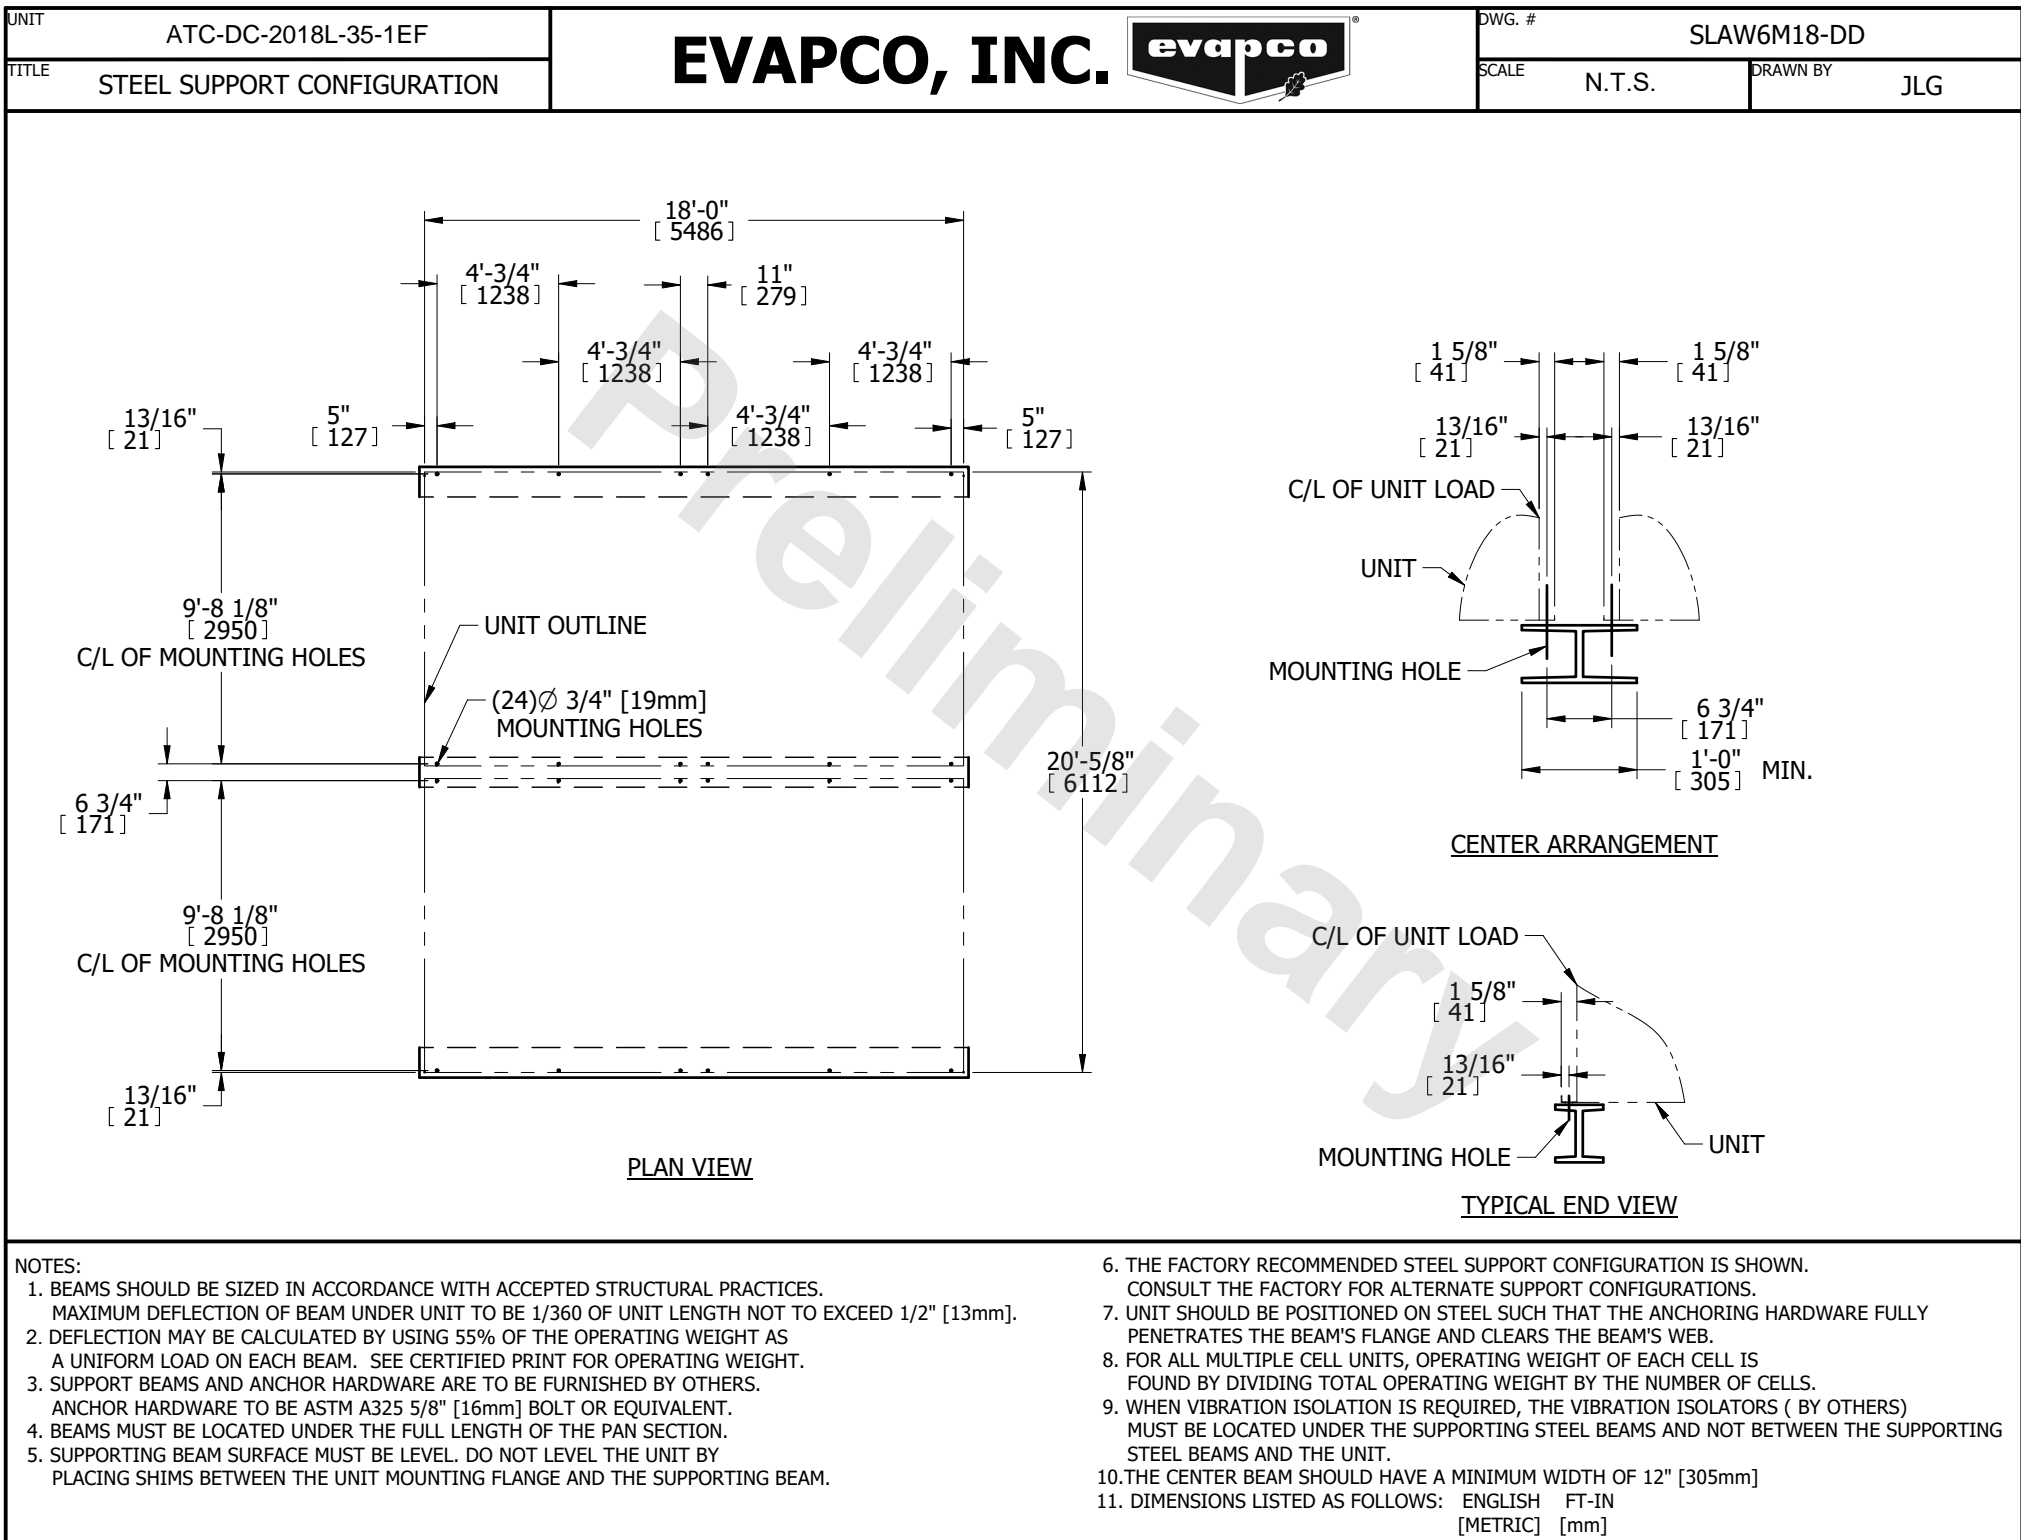 UNIT
ATC-DC-2018L-35-1EF
TITLE
STEEL SUPPORT CONFIGURATION
EVAPCO, INC.
evapco
®
DWG. #
SLAW6M18-DD
SCALE
N.T.S.
DRAWN BY
JLG
18'-0"
[ 5486 ]
4'-3/4"
[ 1238 ]
11"
[ 279 ]
4'-3/4"
[ 1238 ]
4'-3/4"
[ 1238 ]
13/16"
[ 21 ]
5"
[ 127 ]
4'-3/4"
[ 1238 ]
5"
[ 127 ]
9'-8 1/8"
[ 2950 ]
C/L OF MOUNTING HOLES
UNIT OUTLINE
(24)∅ 3/4" [19mm]
MOUNTING HOLES
6 3/4"
[ 171 ]
20'-5/8"
[ 6112 ]
9'-8 1/8"
[ 2950 ]
C/L OF MOUNTING HOLES
13/16"
[ 21 ]
PLAN VIEW
Preliminary
1 5/8"
[ 41 ]
1 5/8"
[ 41 ]
13/16"
[ 21 ]
13/16"
[ 21 ]
C/L OF UNIT LOAD
UNIT
MOUNTING HOLE
6 3/4"
[ 171 ]
1'-0"
[ 305 ] MIN.
CENTER ARRANGEMENT
C/L OF UNIT LOAD
1 5/8"
[ 41 ]
13/16"
[ 21 ]
MOUNTING HOLE
UNIT
TYPICAL END VIEW
NOTES:
1. BEAMS SHOULD BE SIZED IN ACCORDANCE WITH ACCEPTED STRUCTURAL PRACTICES.
MAXIMUM DEFLECTION OF BEAM UNDER UNIT TO BE 1/360 OF UNIT LENGTH NOT TO EXCEED 1/2" [13mm].
2. DEFLECTION MAY BE CALCULATED BY USING 55% OF THE OPERATING WEIGHT AS
A UNIFORM LOAD ON EACH BEAM. SEE CERTIFIED PRINT FOR OPERATING WEIGHT.
3. SUPPORT BEAMS AND ANCHOR HARDWARE ARE TO BE FURNISHED BY OTHERS.
ANCHOR HARDWARE TO BE ASTM A325 5/8" [16mm] BOLT OR EQUIVALENT.
4. BEAMS MUST BE LOCATED UNDER THE FULL LENGTH OF THE PAN SECTION.
5. SUPPORTING BEAM SURFACE MUST BE LEVEL. DO NOT LEVEL THE UNIT BY
PLACING SHIMS BETWEEN THE UNIT MOUNTING FLANGE AND THE SUPPORTING BEAM.
6. THE FACTORY RECOMMENDED STEEL SUPPORT CONFIGURATION IS SHOWN.
CONSULT THE FACTORY FOR ALTERNATE SUPPORT CONFIGURATIONS.
7. UNIT SHOULD BE POSITIONED ON STEEL SUCH THAT THE ANCHORING HARDWARE FULLY
PENETRATES THE BEAM'S FLANGE AND CLEARS THE BEAM'S WEB.
8. FOR ALL MULTIPLE CELL UNITS, OPERATING WEIGHT OF EACH CELL IS
FOUND BY DIVIDING TOTAL OPERATING WEIGHT BY THE NUMBER OF CELLS.
9. WHEN VIBRATION ISOLATION IS REQUIRED, THE VIBRATION ISOLATORS ( BY OTHERS)
MUST BE LOCATED UNDER THE SUPPORTING STEEL BEAMS AND NOT BETWEEN THE SUPPORTING
STEEL BEAMS AND THE UNIT.
10.THE CENTER BEAM SHOULD HAVE A MINIMUM WIDTH OF 12" [305mm]
11. DIMENSIONS LISTED AS FOLLOWS: ENGLISH FT-IN
[METRIC] [mm]